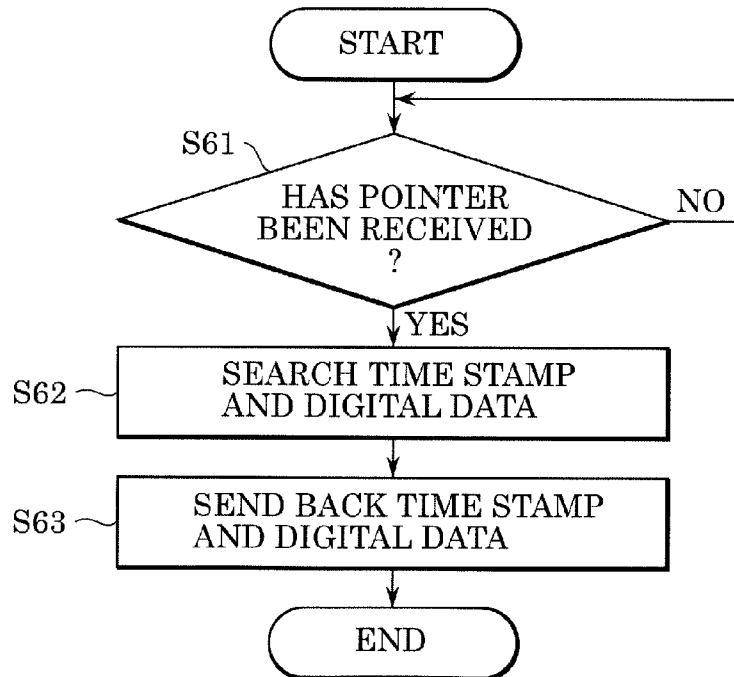 START
S61
HAS POINTER
BEEN RECEIVED
?
NO
YES
S62
SEARCH TIME STAMP
AND DIGITAL DATA
S63
SEND BACK TIME STAMP
AND DIGITAL DATA
END